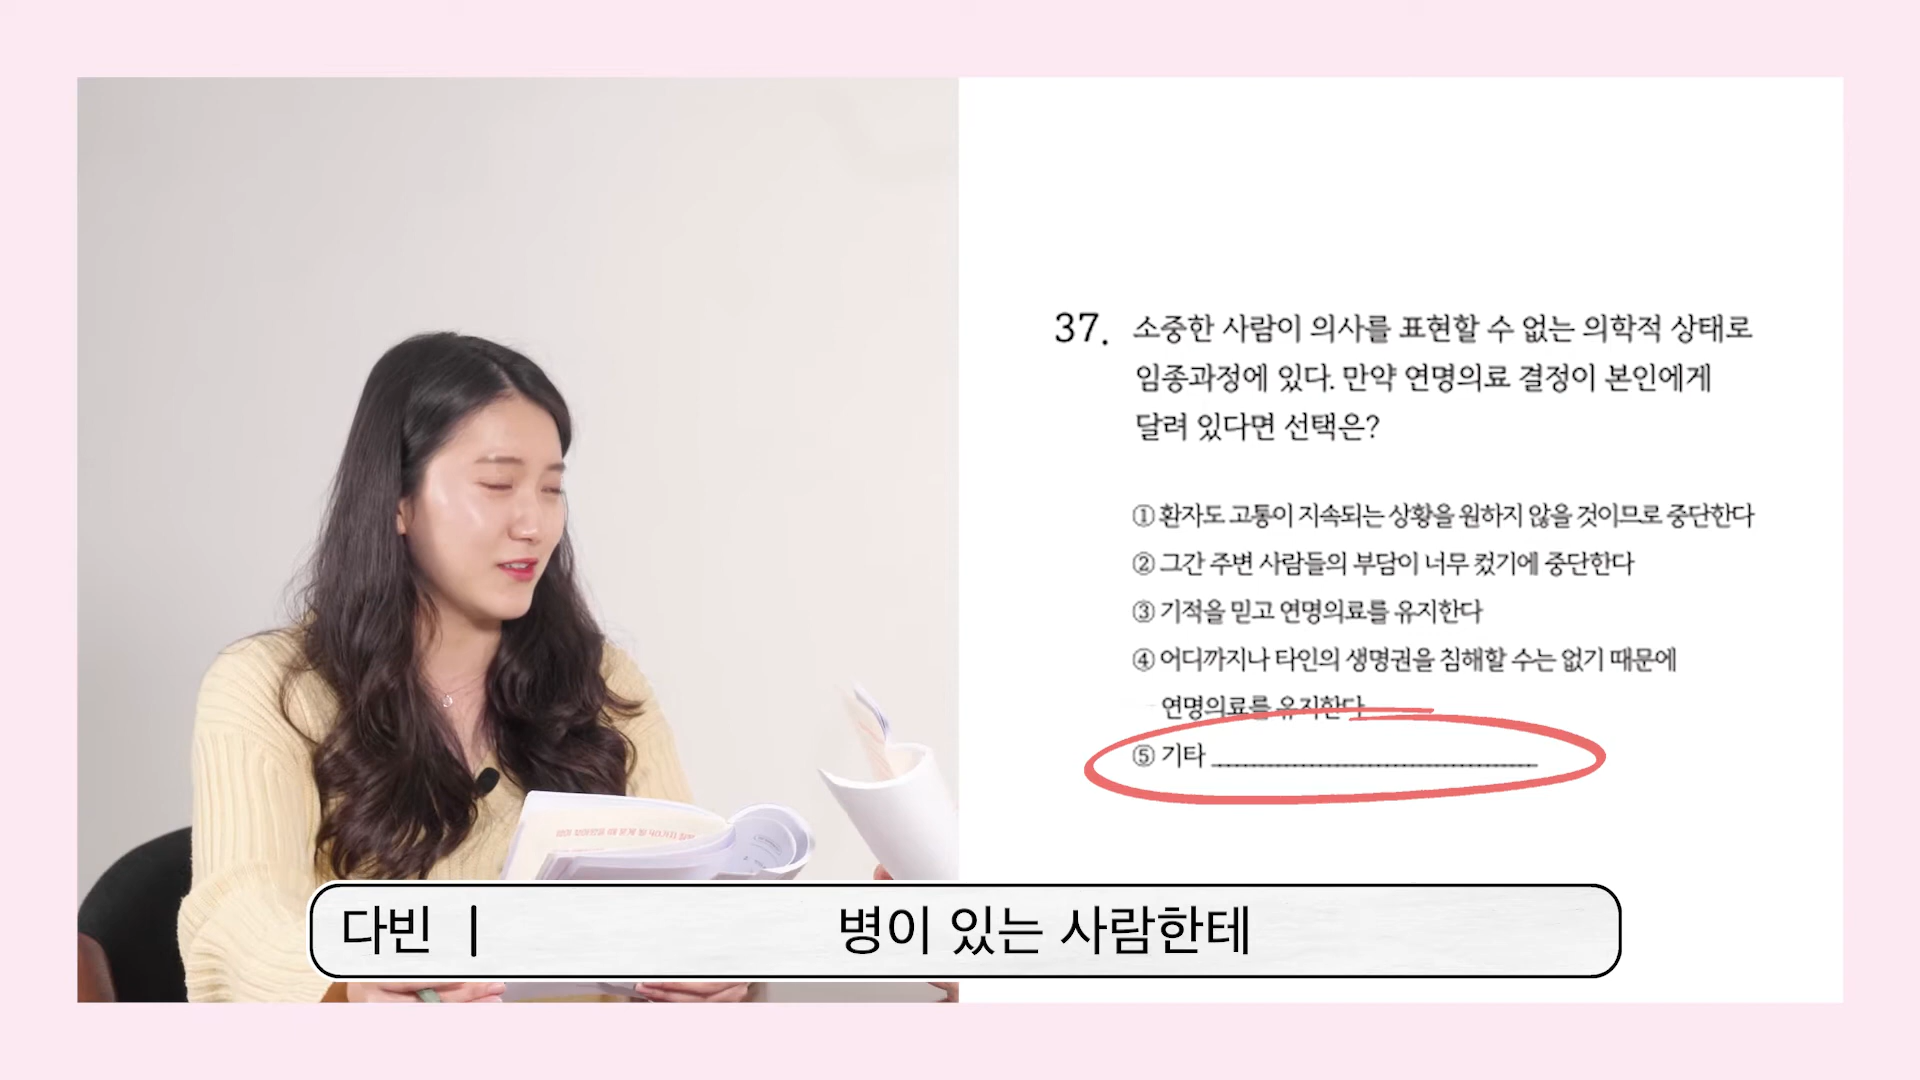 37. 소중한 사람이 의사를 표현할 수 없는 의학적 상태로
임종과정에 있다. 만약 연명의료 결정이 본인에게
달려 있다면 선택은?
① 환자도 고통이 지속되는 상황을 원하지 않을 것이므로 중단한다
② 그간 주변 사람들의 부담이 너무 컸기에 중단한다
③ 기적을 믿고 연명의료를 유지한다
④ 어디까지나 타인의 생명권을 침해할 수는 없기 때문에
연명의료를 유지한다
⑤ 기타
다빈 | 병이 있는 사람한테